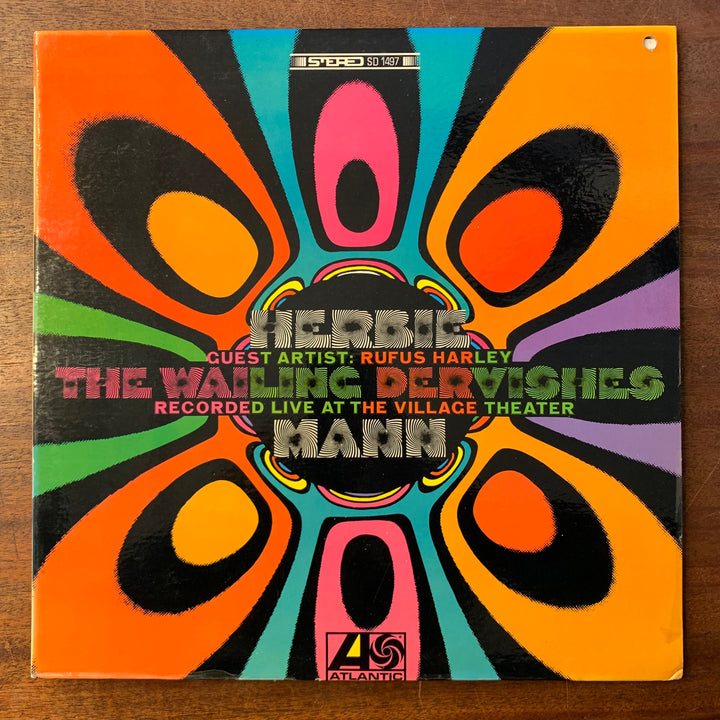 STEREO SD 1497
HERBIE
GUEST ARTIST: RUFUS HARLEY
THE WAILING DERVISHES
RECORDED LIVE AT THE VILLAGE THEATER
MANN
A
ATLANTIC